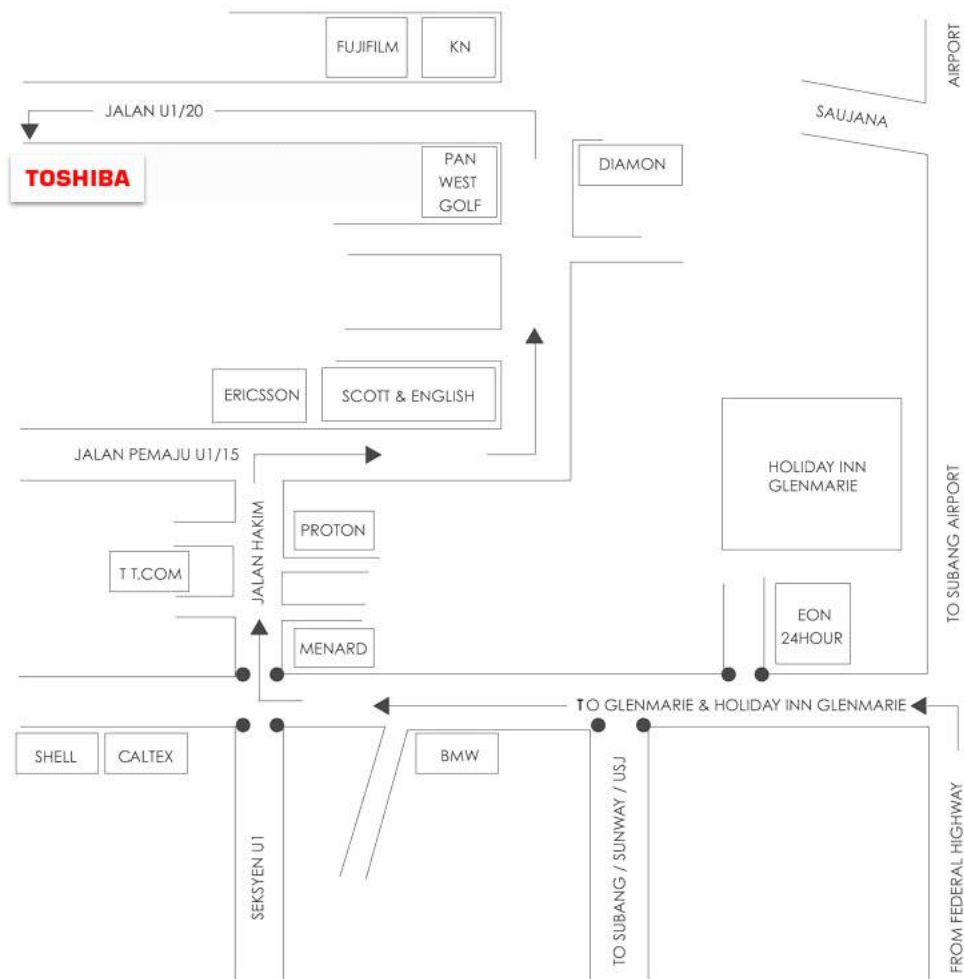 FUJIFILM
KN
AIRPORT
JALAN U1/20
SAUJANA
TOSHIBA
PAN
WEST
GOLF
DIAMON
ERICSSON
SCOTT & ENGLISH
JALAN PEMAJU U1/15
HOLIDAY INN
GLENMARIE
TO SUBANG AIRPORT
JALAN HAKIM
PROTON
T T.COM
EON
24HOUR
MENARD
TO GLENMARIE & HOLIDAY INN GLENMARIE
SHELL
CALTEX
BMW
SEKSYEN U1
TO SUBANG / SUNWAY / USJ
FROM FEDERAL HIGHWAY